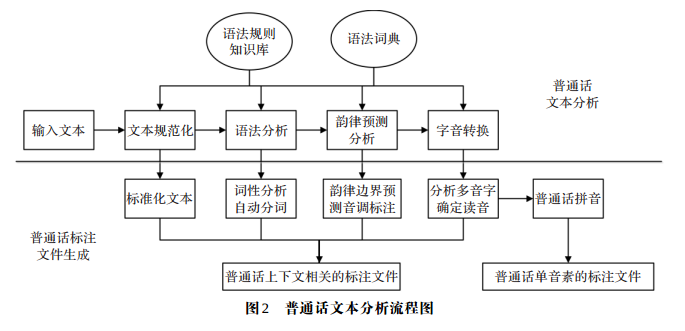 语法规则
知识库
语法词典
普通话
文本分析
输入文本
文本规范化
语法分析
韵律预测
分析
字音转换
标准化文本
词性分析
自动分词
韵律边界预
测音调标注
分析多音字
确定读音
普通话拼音
普通话标注
文件生成
普通话上下文相关的标注文件
普通话单音素的标注文件
图2 普通话文本分析流程图